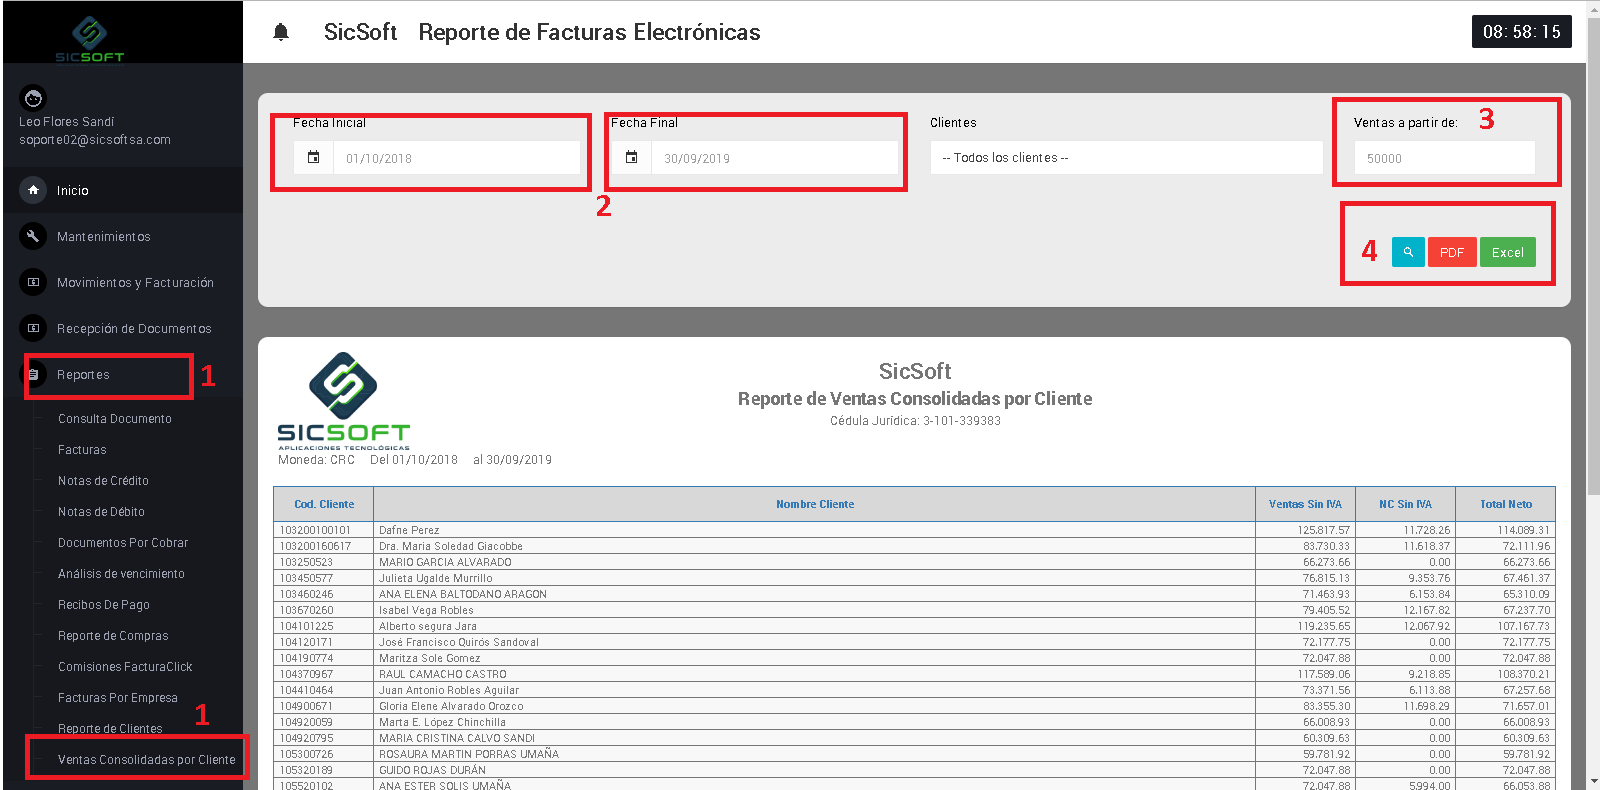 SICSOFT
SicSoft Reporte de Facturas Electrónicas
08: 58: 15
Leo Flores Sandí
soporte02@sicsoftsa.com
Inicio
Mantenimientos
Movimientos y Facturación
Recepción de Documentos
Reportes
1
Consulta Documento
Facturas
Notas de Crédito
Notas de Débito
Documentos Por Cobrar
Análisis de vencimiento
Recibos De Pago
Reporte de Compras
Comisiones FacturaClick
Facturas Por Empresa
1
Reporte de Clientes
Ventas Consolidadas por Cliente
Fecha Inicial
01/10/2018
Fecha Final
30/09/2019
2
Clientes
-- Todos los clientes --
Ventas a partir de:
3
50000
4
PDF
Excel
SICSOFT
APLICACIONES TECNOLÓGICAS
SicSoft
Reporte de Ventas Consolidadas por Cliente
Cédula Jurídica: 3-101-339383
Moneda: CRC Del 01/10/2018 al 30/09/2019
Cod. Cliente Nombre Cliente Ventas Sin IVA NC Sin IVA Total Neto
103200100101 Dafne Perez 125.817.57 11.728.26 114.089.31
103200160617 Dra. Maria Soledad Giacobbe 83.730.33 11.618.37 72.111.96
103250523 MARIO GARCIA ALVARADO 66.273.66 0.00 66.273.66
103450577 Julieta Ugalde Murrillo 76.815.13 9.353.76 67.461.37
103460246 ANA ELENA BALTODANO ARAGON 71.463.93 6.153.84 65.310.09
103670260 Isabel Vega Robles 79.405.52 12.167.82 67.237.70
104101225 Alberto segura Jara 119.235.65 12.067.92 107.167.73
104120171 José Francisco Quirós Sandoval 72.177.75 0.00 72.177.75
104190774 Maritza Sole Gomez 72.047.88 0.00 72.047.88
104370967 RAUL CAMACHO CASTRO 117.589.06 9.218.85 108.370.21
104410464 Juan Antonio Robles Aguilar 73.371.56 6.113.88 67.257.68
104900671 Gloria Elene Alvarado Orozco 83.355.30 11.698.29 71.657.01
104920059 Marta E. López Chinchilla 66.008.93 0.00 66.008.93
104920795 MARIA CRISTINA CALVO SANDI 60.309.63 0.00 60.309.63
105300726 ROSAURA MARTIN PORRAS UMAÑA 59.781.92 0.00 59.781.92
105320189 GUIDO ROJAS DURÁN 72.047.88 0.00 72.047.88
105520102 ANA ESTER SOLIS UMAÑA 72.047.88 5.994.00 66.053.88